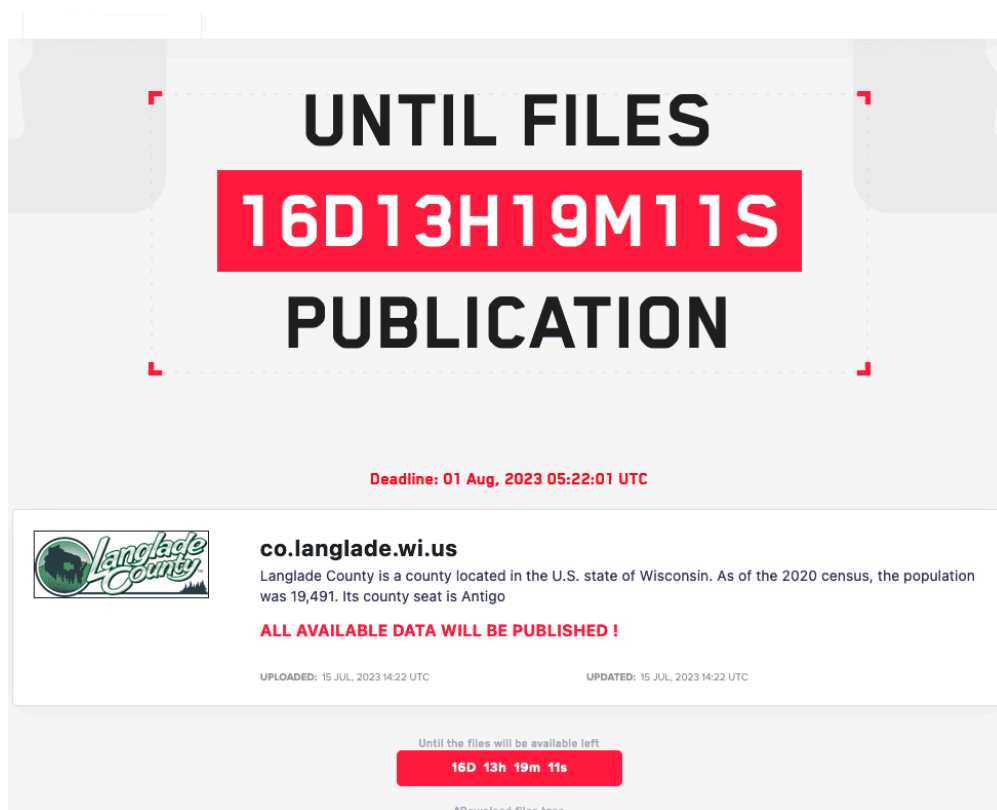 UNTIL FILES
16D13H19M11S
PUBLICATION
Deadline: 01 Aug, 2023 05:22:01 UTC
Langlade
County
co.langlade.wi.us
Langlade County is a county located in the U.S. state of Wisconsin. As of the 2020 census, the population
was 19,491. Its county seat is Antigo
ALL AVAILABLE DATA WILL BE PUBLISHED !
UPLOADED: 15 JUL, 2023 14:22 UTC UPDATED: 15 JUL, 2023 14:22 UTC
Until the files will be available left
16D 13h 19m 11s
*Download files tree